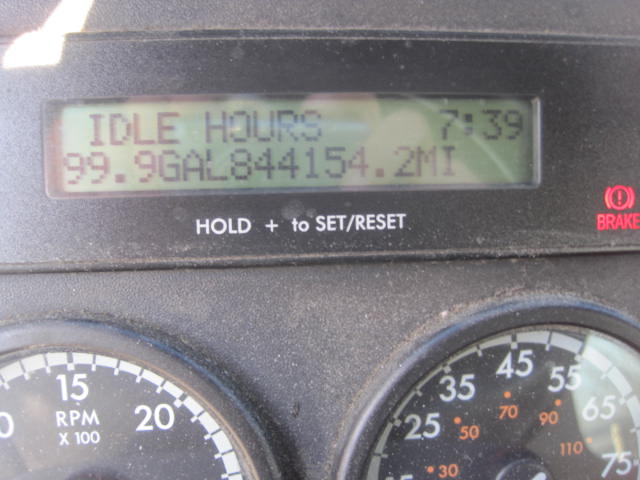 IDLE HOURS 7:39
99.9GAL844154.2MI
HOLD + to SET/RESET
BRAKE
15 20
RPM
X 100
25 35 45 55 65 75
30 50 70 90 110